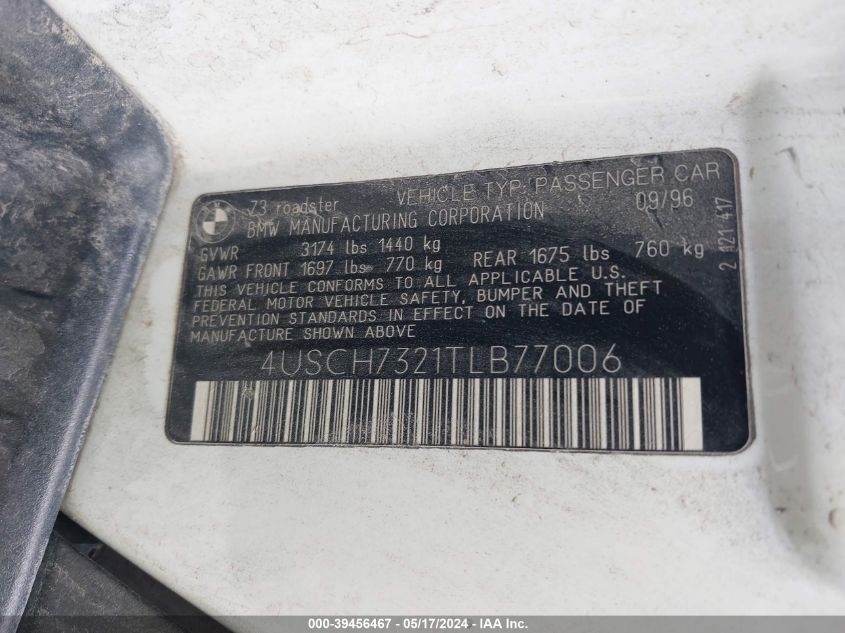 BMW
Z3 roadster VEHICLE TYP: PASSENGER CAR
BMW MANUFACTURING CORPORATION 09/96
GVWR 3174 lbs 1440 kg
GAWR FRONT 1697 lbs 770 kg REAR 1675 lbs 760 kg
THIS VEHICLE CONFORMS TO ALL APPLICABLE U.S.
FEDERAL MOTOR VEHICLE SAFETY, BUMPER AND THEFT
PREVENTION STANDARDS IN EFFECT ON THE DATE OF
MANUFACTURE SHOWN ABOVE
2 121 417
4USCH7321TLB77006
000-39456467 - 05/17/2024 - IAA Inc.